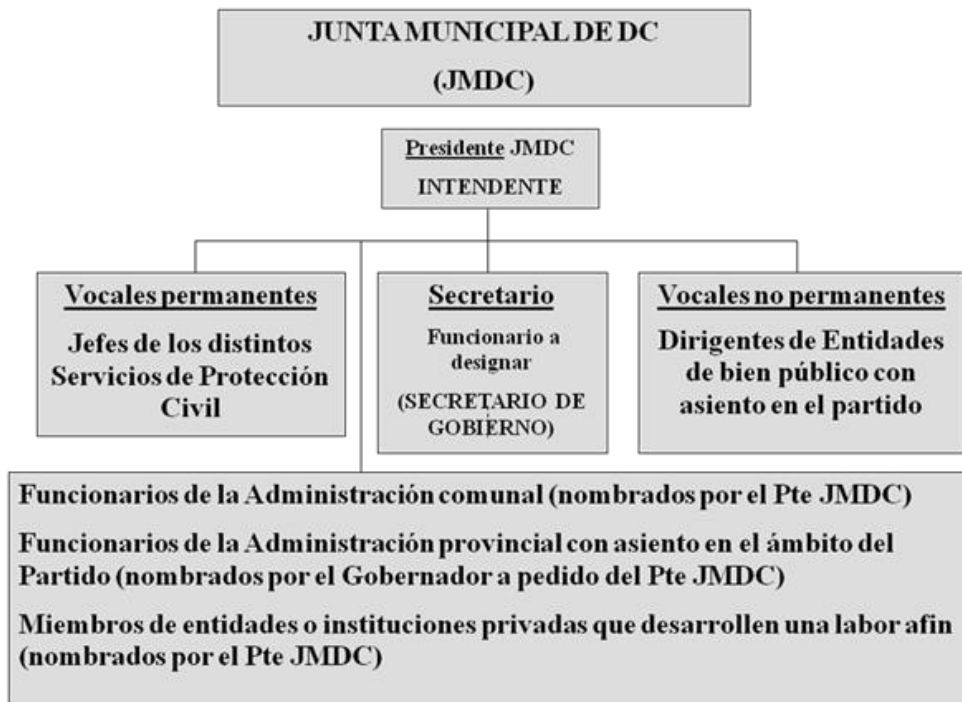 JUNTA MUNICIPAL DE DC
(JMDC)
Presidente JMDC
INTENDENTE
Vocales permanentes
Jefes de los distintos
Servicios de Protección
Civil
Secretario
Funcionario a
designar
(SECRETARIO DE
GOBIERNO)
Vocales no permanentes
Dirigentes de Entidades
de bien público con
asiento en el partido
Funcionarios de la Administración comunal (nombrados por el Pte JMDC)
Funcionarios de la Administración provincial con asiento en el ámbito del
Partido (nombrados por el Gobernador a pedido del Pte JMDC)
Miembros de entidades o instituciones privadas que desarrollen una labor afin
(nombrados por el Pte JMDC)